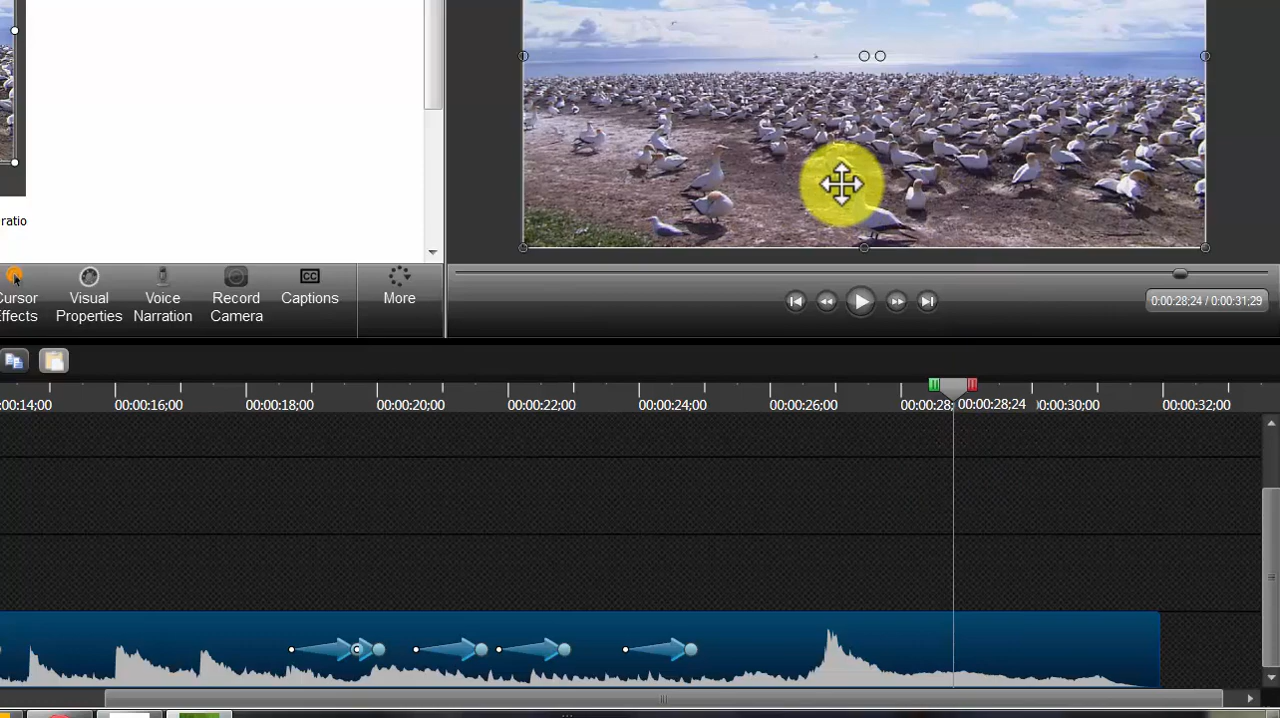 ratio
Cursor Effects
Visual Properties
Voice Narration
Record Camera
CC
Captions
More
0:00:28;24 / 0:00:31;29
00:14;00
00:00:16;00
00:00:18;00
00:00:20;00
00:00:22;00
00:00:24;00
00:00:26;00
00:00:28;
00:00:28;24
0:00:30;00
00:00:32;00